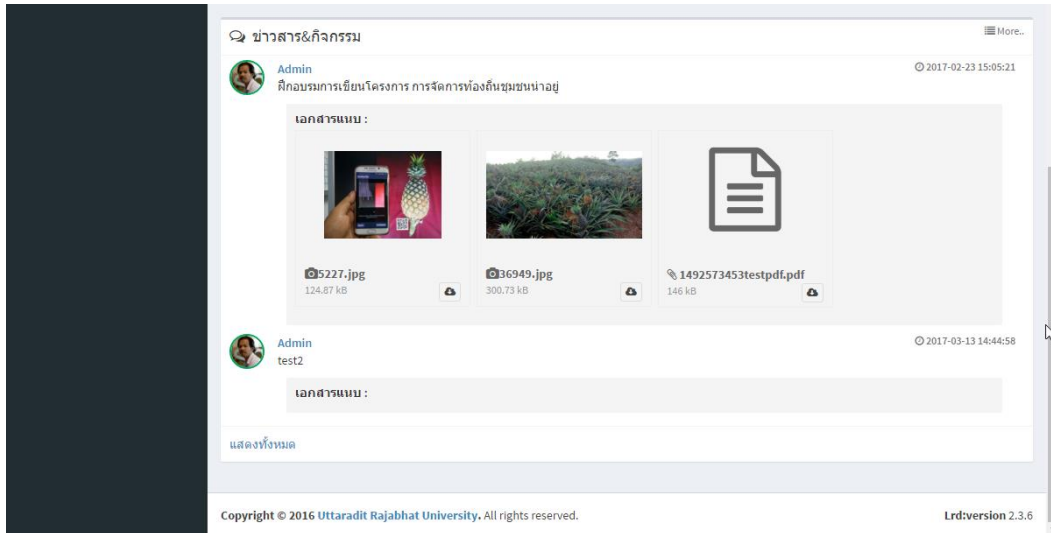 ข่าวสาร&กิจกรรม
More..
Admin
2017-02-23 15:05:21
ฝึกอบรมการเขียนโครงการ การจัดการท้องถิ่นชุมชนน่าอยู่
เอกสารแนบ :
5227.jpg
124.87 kB
36949.jpg
300.73 kB
1492573453testpdf.pdf
146 kB
Admin
2017-03-13 14:44:58
test2
เอกสารแนบ :
แสดงทั้งหมด
Copyright © 2016 Uttaradit Rajabhat University. All rights reserved.
Lrd:version 2.3.6